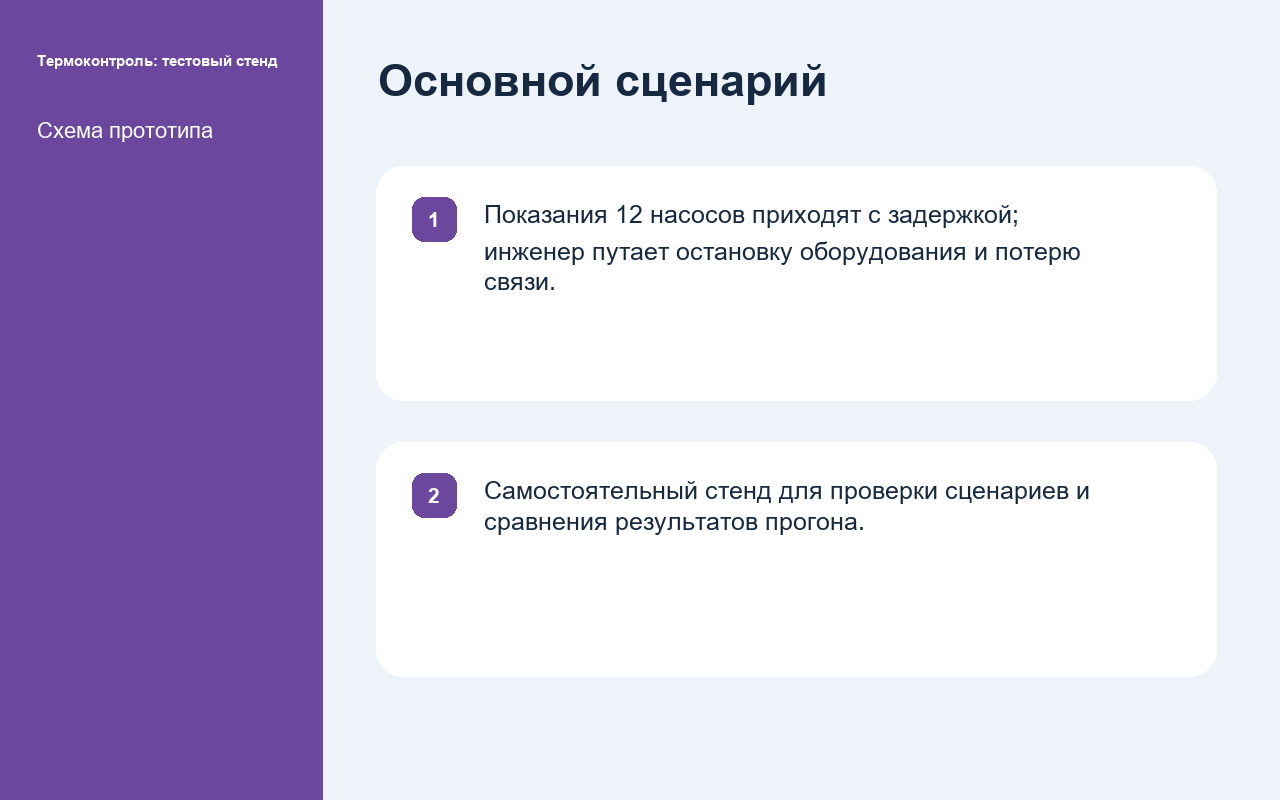 Термоконтроль: тестовый стенд
Схема прототипа
Основной сценарий
1
Показания 12 насосов приходят с задержкой;
инженер путает остановку оборудования и потерю
связи.
2
Самостоятельный стенд для проверки сценариев и
сравнения результатов прогона.